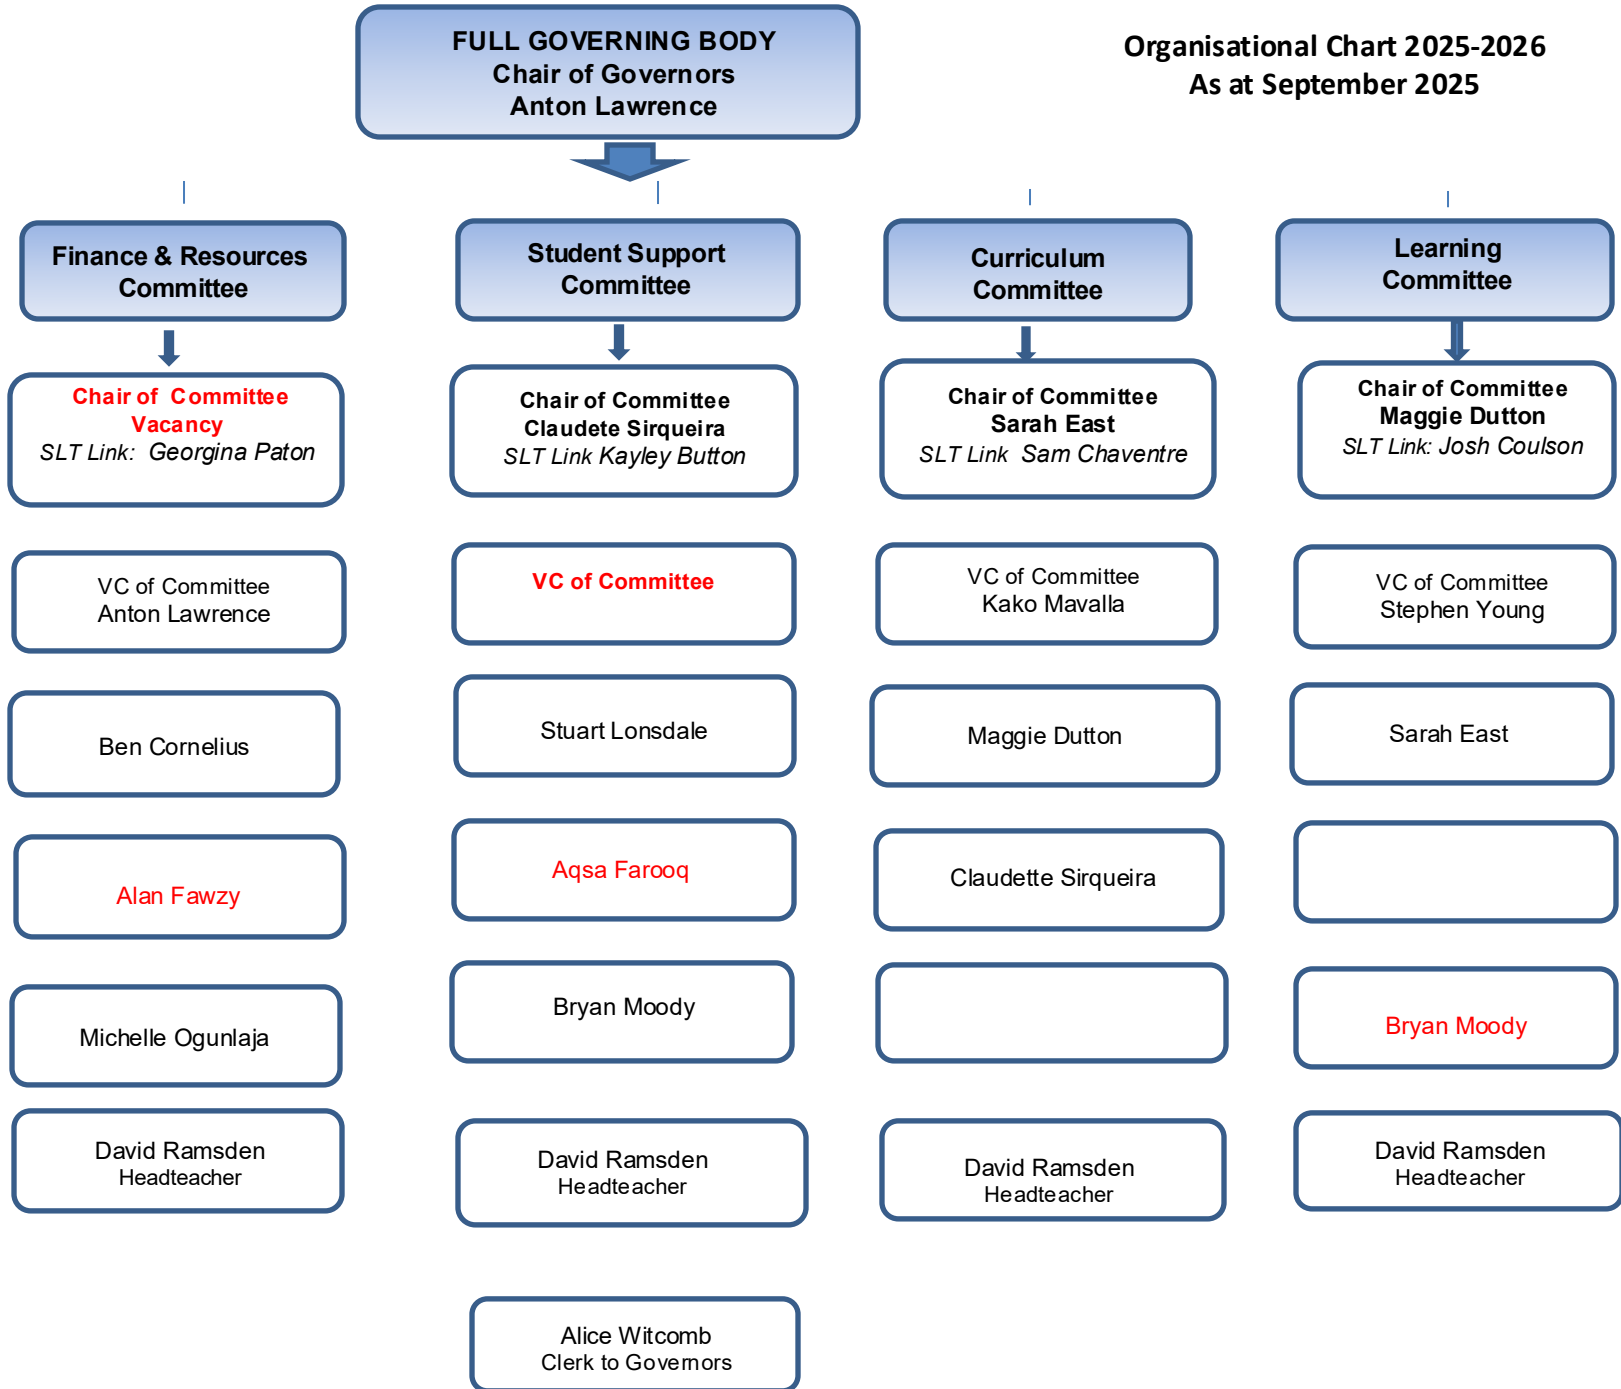 FULL GOVERNING BODY
Chair of Governors
Anton Lawrence
Organisational Chart 2025-2026
As at September 2025
Finance & Resources
Committee
Chair of Committee
Vacancy
SLT Link: Georgina Paton
VC of Committee
Anton Lawrence
Ben Cornelius
Alan Fawzy
Michelle Ogunlaja
David Ramsden
Headteacher
Student Support
Committee
Chair of Committee
Claudete Sirqueira
SLT Link Kayley Button
VC of Committee
Stuart Lonsdale
Aqsa Farooq
Bryan Moody
David Ramsden
Headteacher
Alice Witcomb
Clerk to Governors
Curriculum
Committee
Chair of Committee
Sarah East
SLT Link Sam Chaventre
VC of Committee
Kako Mavalla
Maggie Dutton
Claudette Sirqueira
David Ramsden
Headteacher
Learning
Committee
Chair of Committee
Maggie Dutton
SLT Link: Josh Coulson
VC of Committee
Stephen Young
Sarah East
Bryan Moody
David Ramsden
Headteacher